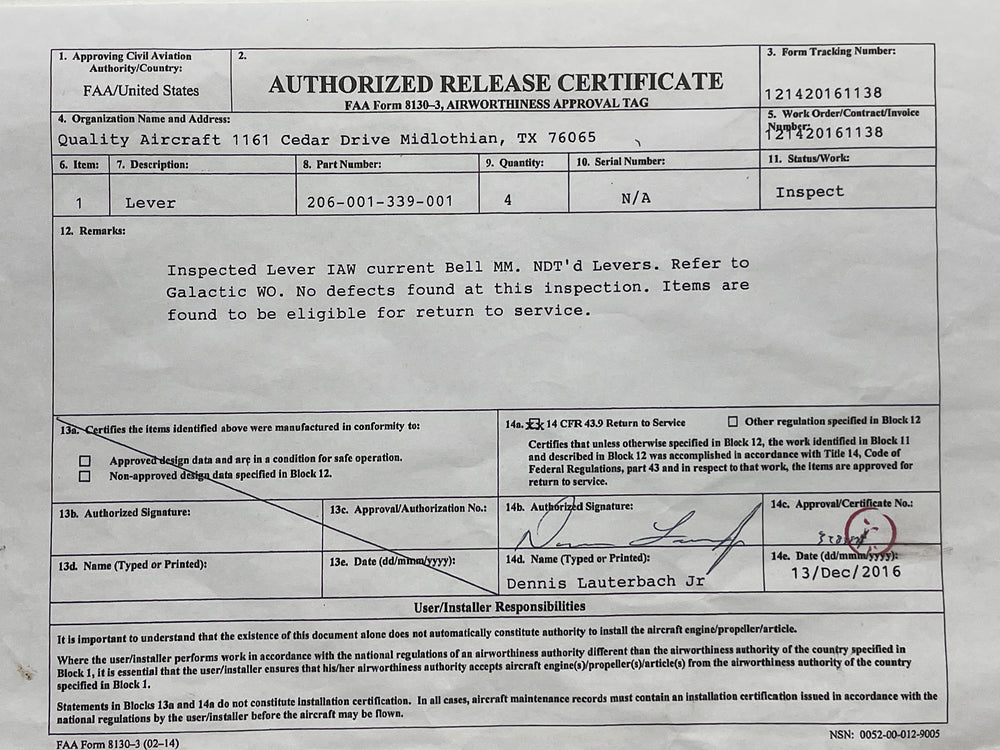 1. Approving Civil Aviation
Authority/Country:
FAA/United States
2.
AUTHORIZED RELEASE CERTIFICATE
FAA Form 8130–3, AIRWORTHINESS APPROVAL TAG
3. Form Tracking Number:
121420161138
4. Organization Name and Address:
Quality Aircraft 1161 Cedar Drive Midlothian, TX 76065
5. Work Order/Contract/Invoice
Number:
121420161138
6. Item:
7. Description:
8. Part Number:
9. Quantity:
10. Serial Number:
11. Status/Work:
1
Lever
206-001-339-001
4
N/A
Inspect
12. Remarks:
Inspected Lever IAW current Bell MM. NDT'd Levers. Refer to
Galactic WO. No defects found at this inspection. Items are
found to be eligible for return to service.
13a. Certifies the items identified above were manufactured in conformity to:
Approved design data and are in a condition for safe operation.
Non-approved design data specified in Block 12.
14a. 14 CFR 43.9 Return to Service
Other regulation specified in Block 12
Certifies that unless otherwise specified in Block 12, the work identified in Block 11
and described in Block 12 was accomplished in accordance with Title 14, Code of
Federal Regulations, part 43 and in respect to that work, the items are approved for
return to service.
13b. Authorized Signature:
13c. Approval/Authorization No.:
14b. Authorized Signature:
14c. Approval/Certificate No.:
13d. Name (Typed or Printed):
13e. Date (dd/mmm/yyyy):
14d. Name (Typed or Printed):
Dennis Lauterbach Jr
14e. Date (dd/mmm/yyyy):
13/Dec/2016
User/Installer Responsibilities
It is important to understand that the existence of this document alone does not automatically constitute authority to install the aircraft engine/propeller/article.
Where the user/installer performs work in accordance with the national regulations of an airworthiness authority different than the airworthiness authority of the country specified in
Block 1, it is essential that the user/installer ensures that his/her airworthiness authority accepts aircraft engine(s)/propeller(s)/article(s) from the airworthiness authority of the country
specified in Block 1.
Statements in Blocks 13a and 14a do not constitute installation certification. In all cases, aircraft maintenance records must contain an installation certification issued in accordance with the
national regulations by the user/installer before the aircraft may be flown.
FAA Form 8130–3 (02–14)
NSN: 0052-00-012-9005